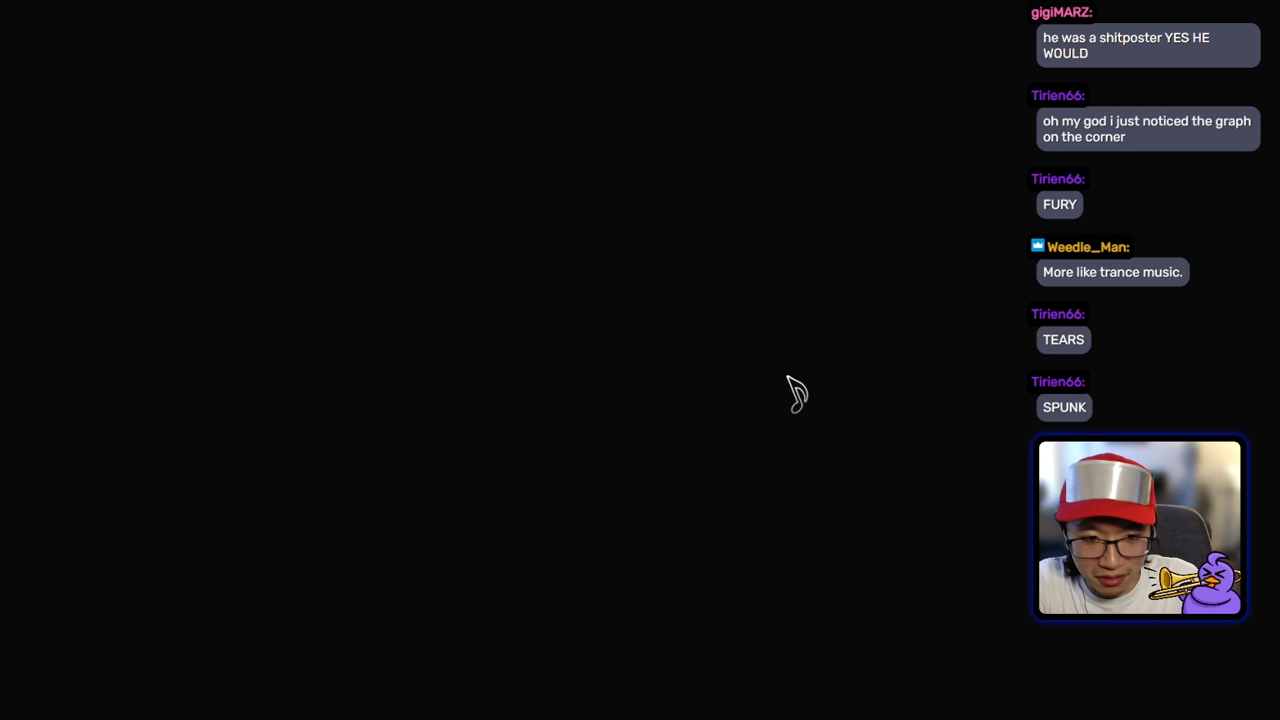 gigiMARZ:
he was a shitposter YES HE
WOULD
Tirien66:
oh my god i just noticed the graph
on the corner
Tirien66:
FURY
Weedle_Man:
More like trance music.
Tirien66:
TEARS
Tirien66:
SPUNK